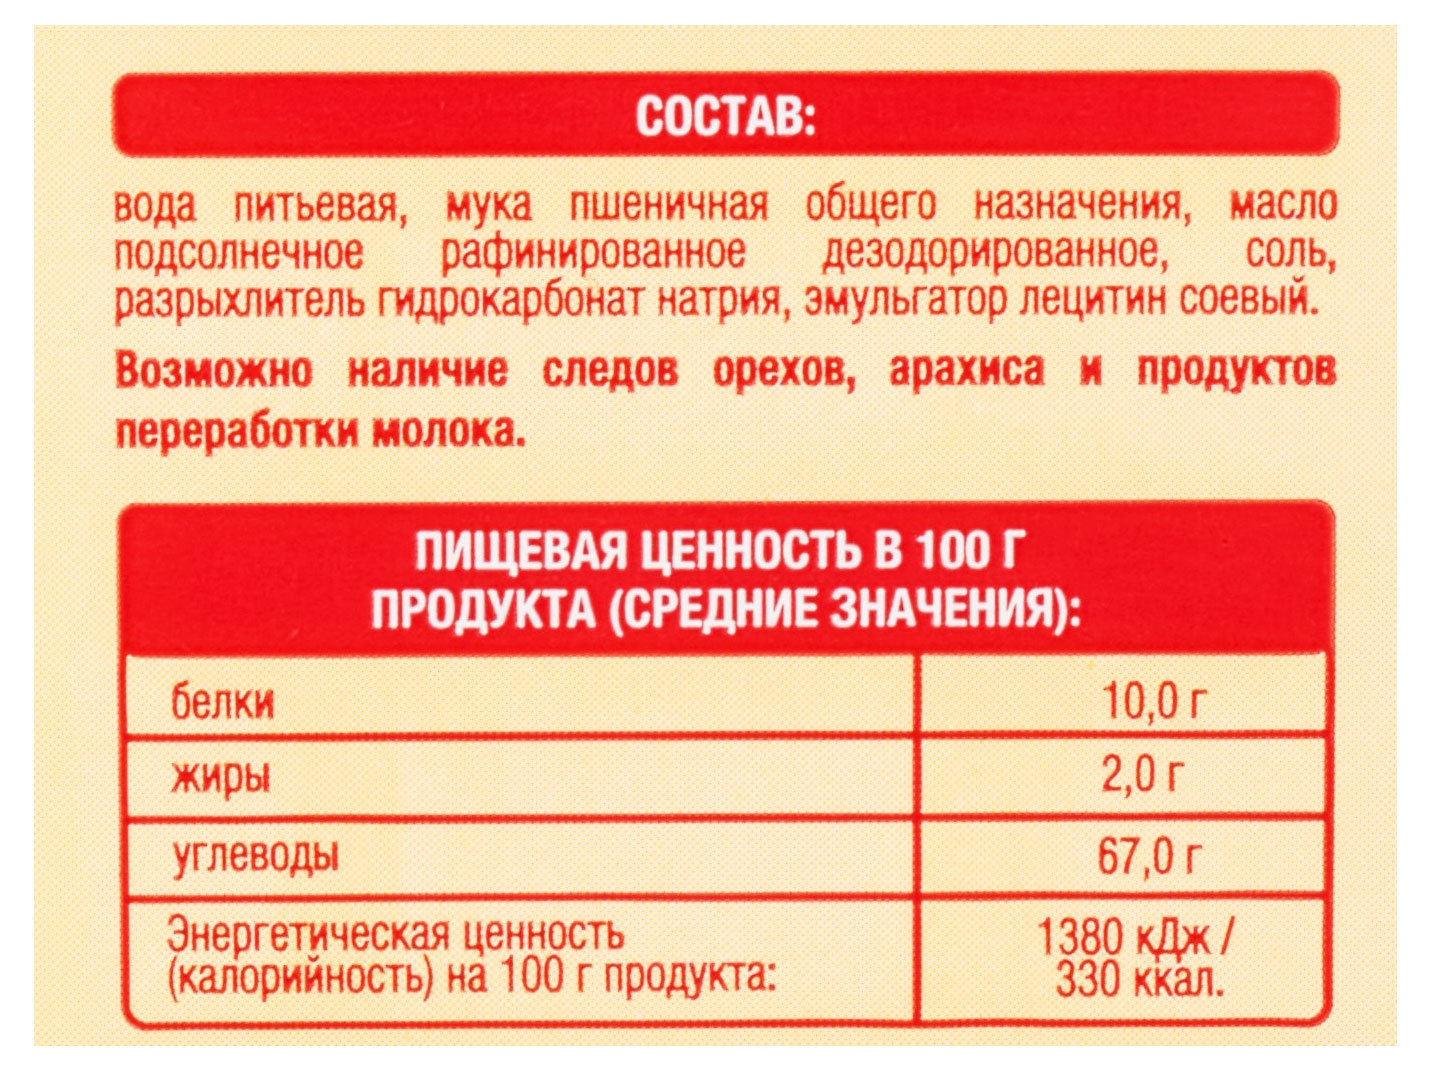 СОСТАВ:
вода питьевая, мука пшеничная общего назначения, масло
подсолнечное рафинированное дезодорированное, соль,
разрыхлитель гидрокарбонат натрия, эмульгатор лецитин соевый.
Возможно наличие следов орехов, арахиса и продуктов
переработки молока.
ПИЩЕВАЯ ЦЕННОСТЬ В 100 Г
ПРОДУКТА (СРЕДНИЕ ЗНАЧЕНИЯ):
белки 10,0 г
жиры 2,0 г
углеводы 67,0 г
Энергетическая ценность 1380 кДж /
(калорийность) на 100 г продукта: 330 ккал.